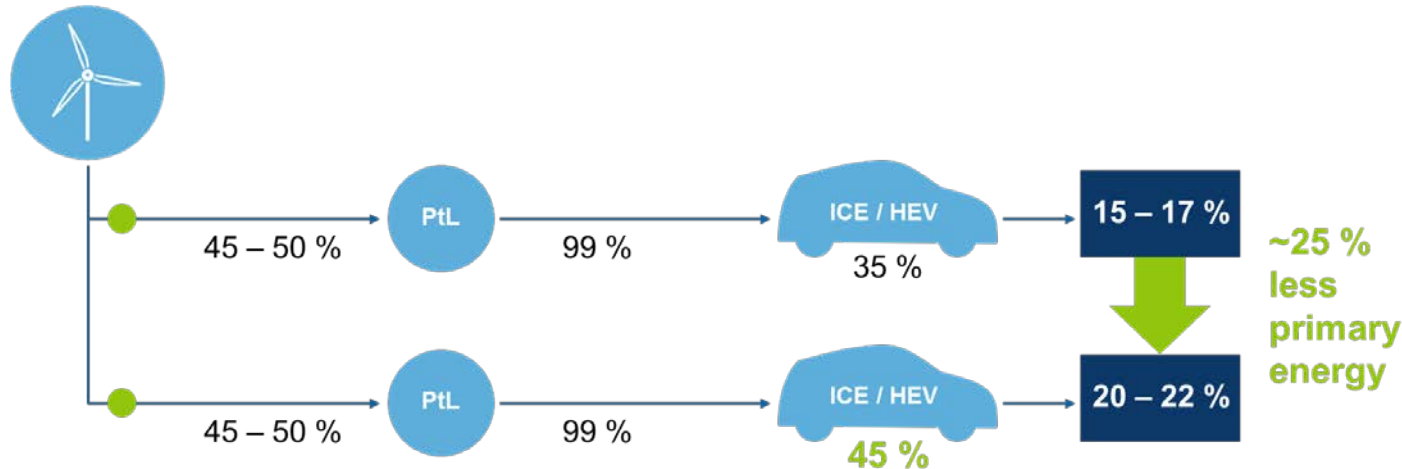 PtL
ICE / HEV
15 – 17 %
45 – 50 %
99 %
35 %
~25 %
less
primary
energy
PtL
ICE / HEV
20 – 22 %
45 – 50 %
99 %
45 %